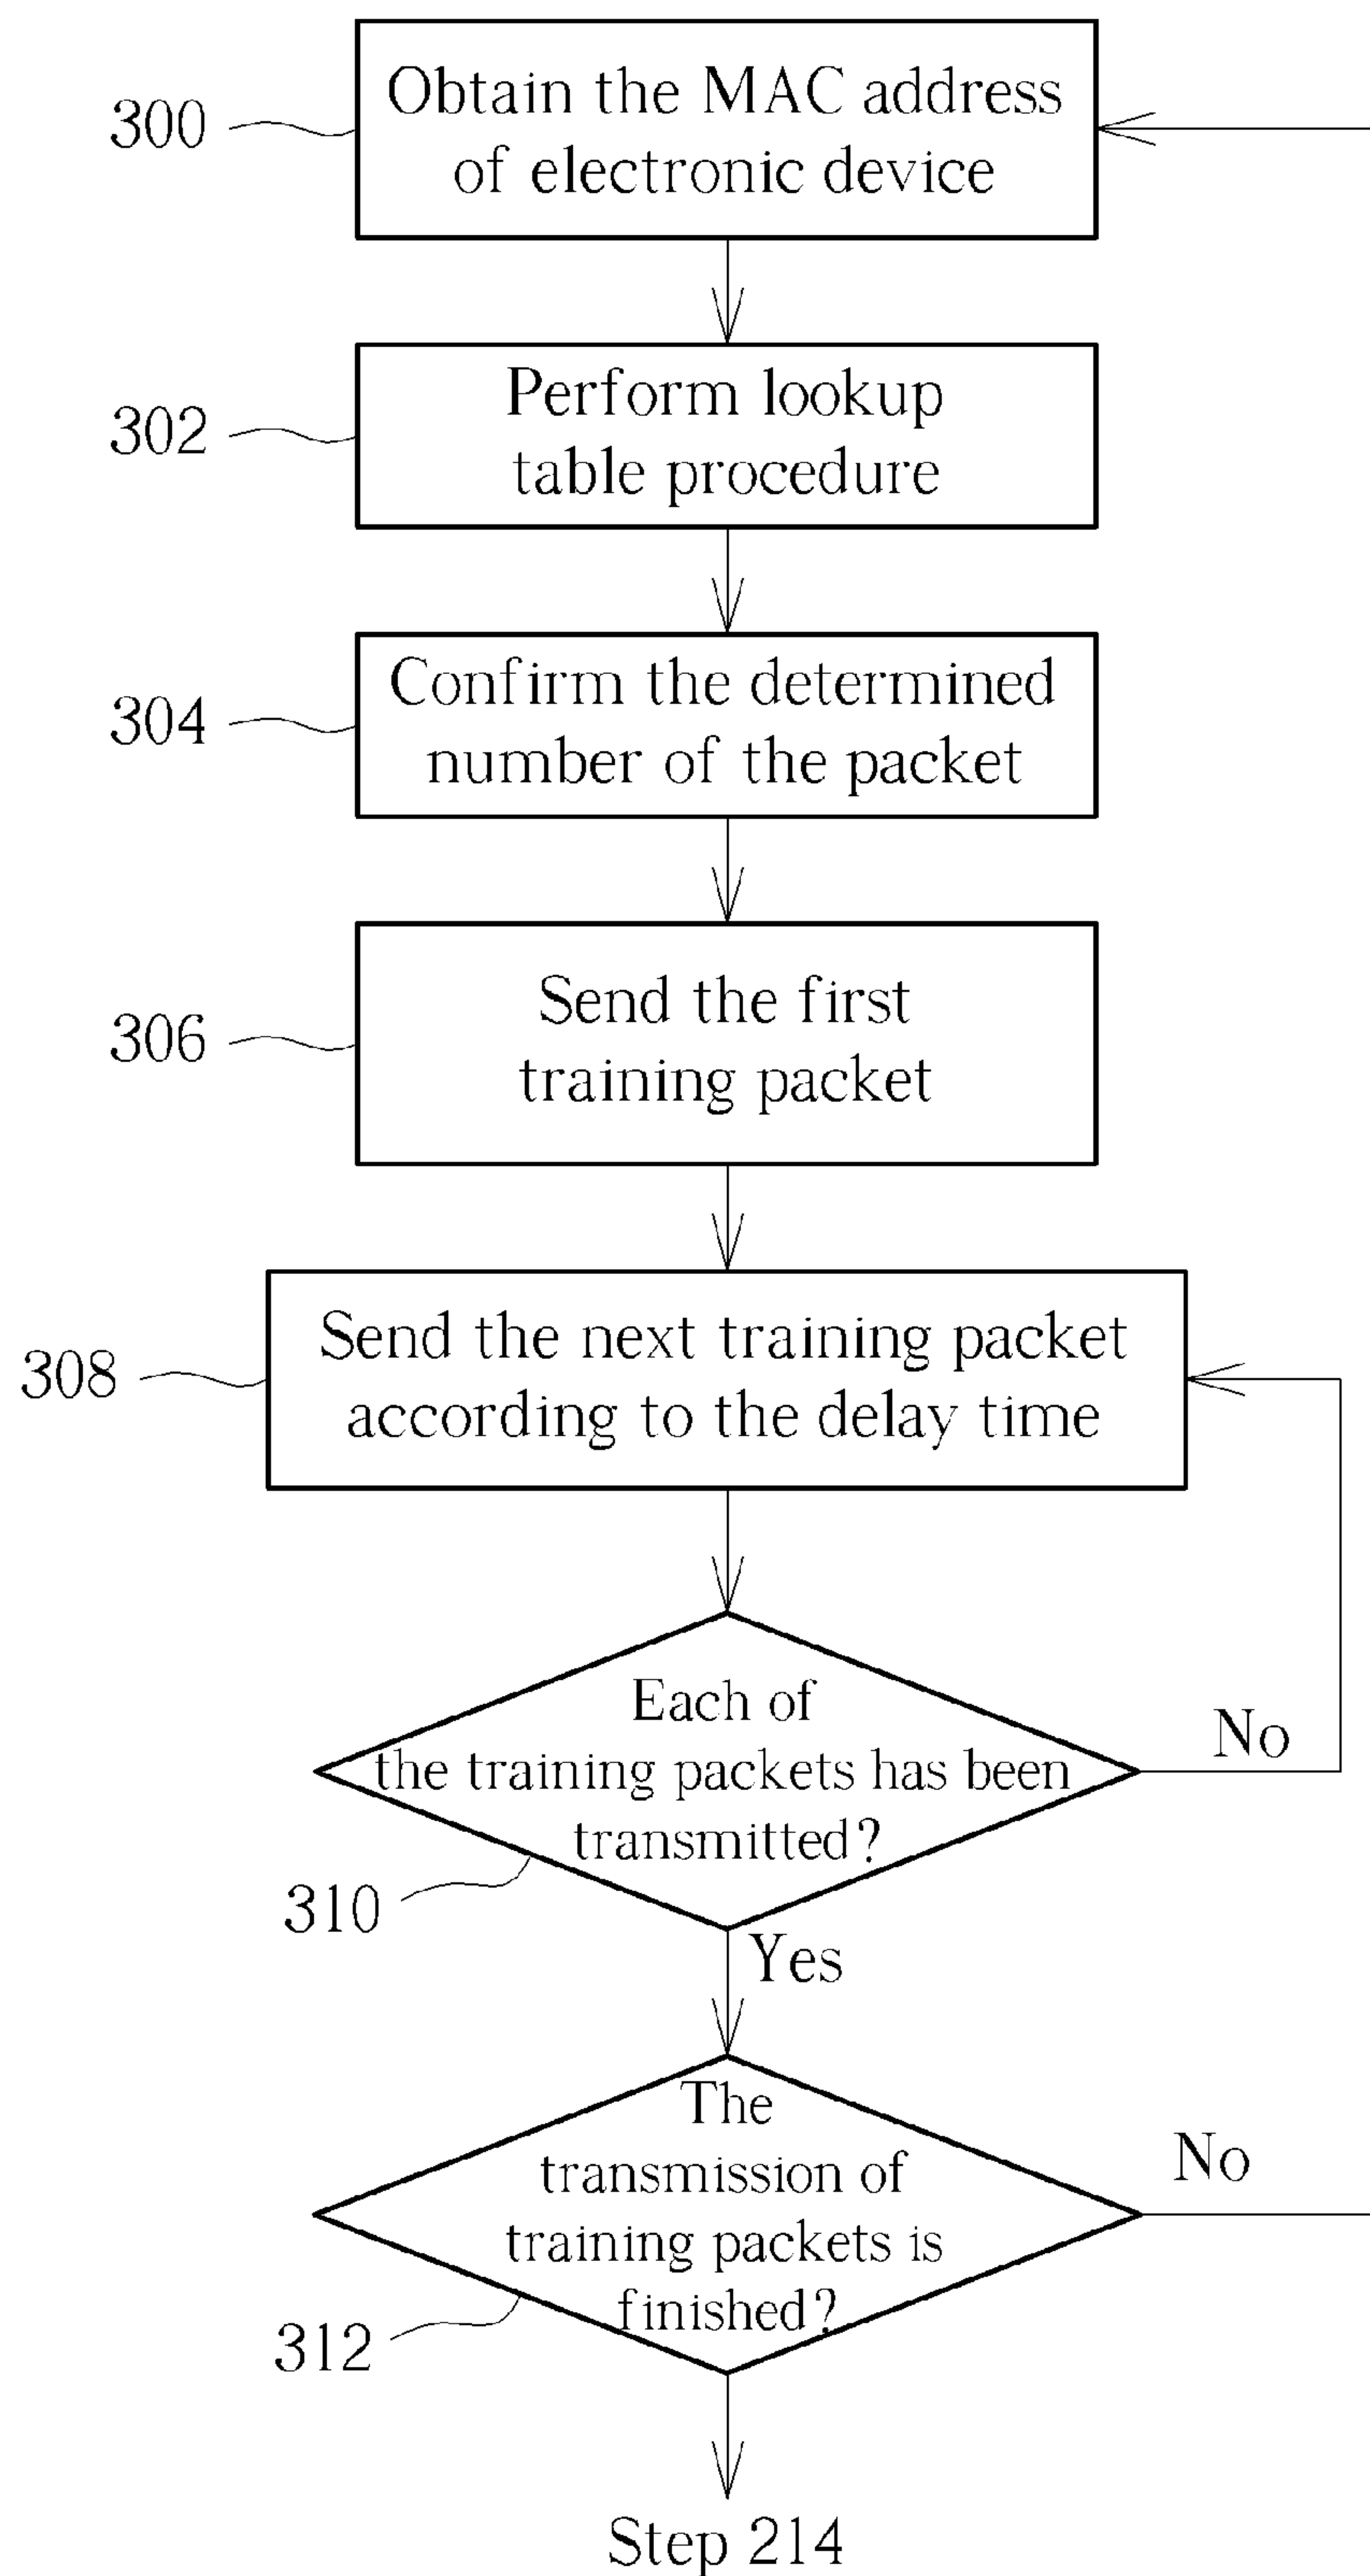 300
Obtain the MAC address
of electronic device
302
Perform lookup
table procedure
304
Confirm the determined
number of the packet
306
Send the first
training packet
308
Send the next training packet
according to the delay time
310
Each of
the training packets has been
transmitted?
No
Yes
312
The
transmission of
training packets is
finished?
No
Step 214